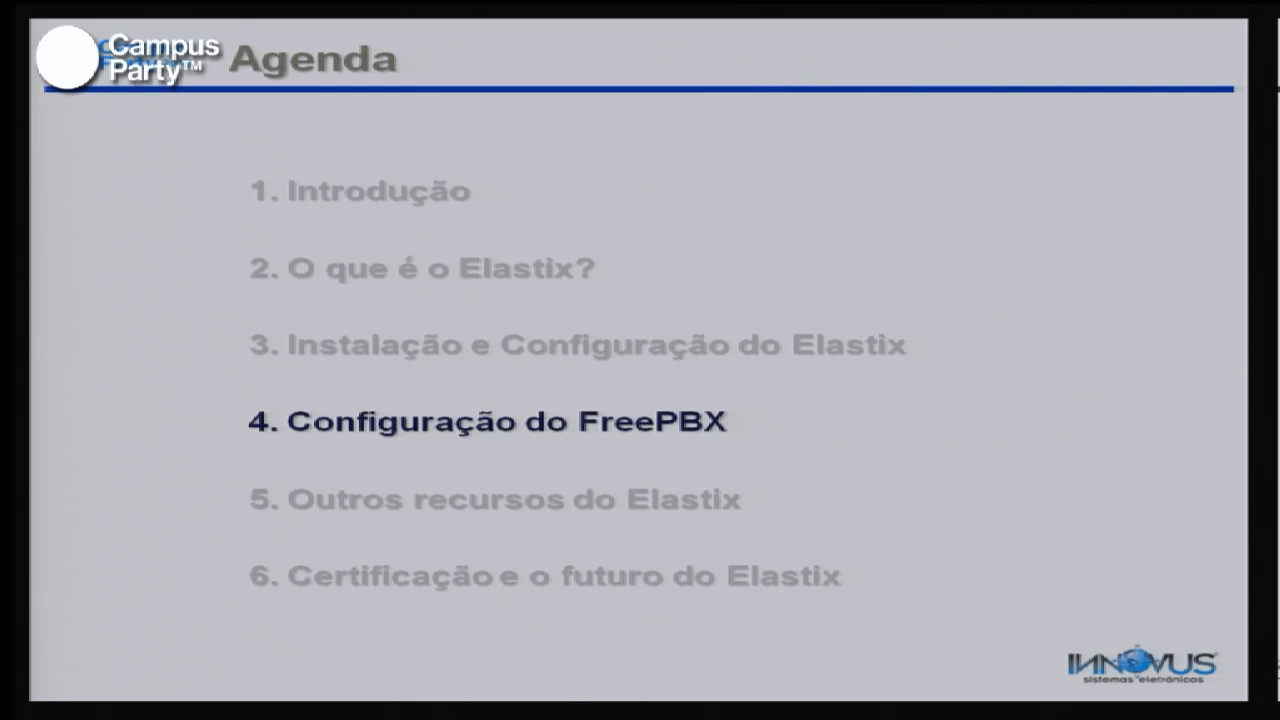 Campus
Party™
Agenda
1. Introdução
2. O que é o Elastix?
3. Instalação e Configuração do Elastix
4. Configuração do FreePBX
5. Outros recursos do Elastix
6. Certificação e o futuro do Elastix
INNOVUS
sistemas eletrônicos